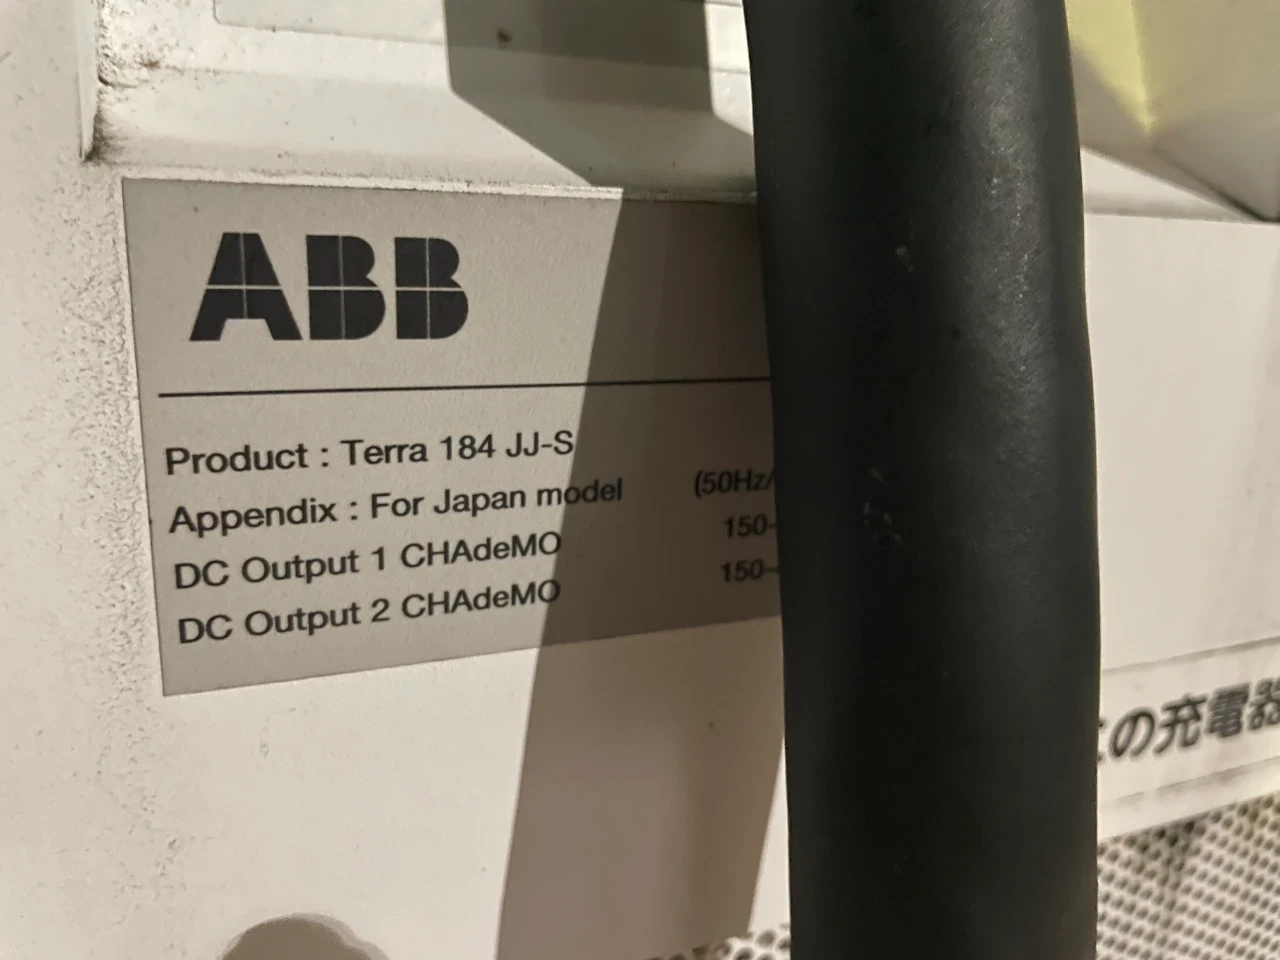 ABB
Product : Terra 184 JJ-S
Appendix : For Japan model (50Hz/
DC Output 1 CHAdeMO 150-
DC Output 2 CHAdeMO 150-
の充電器